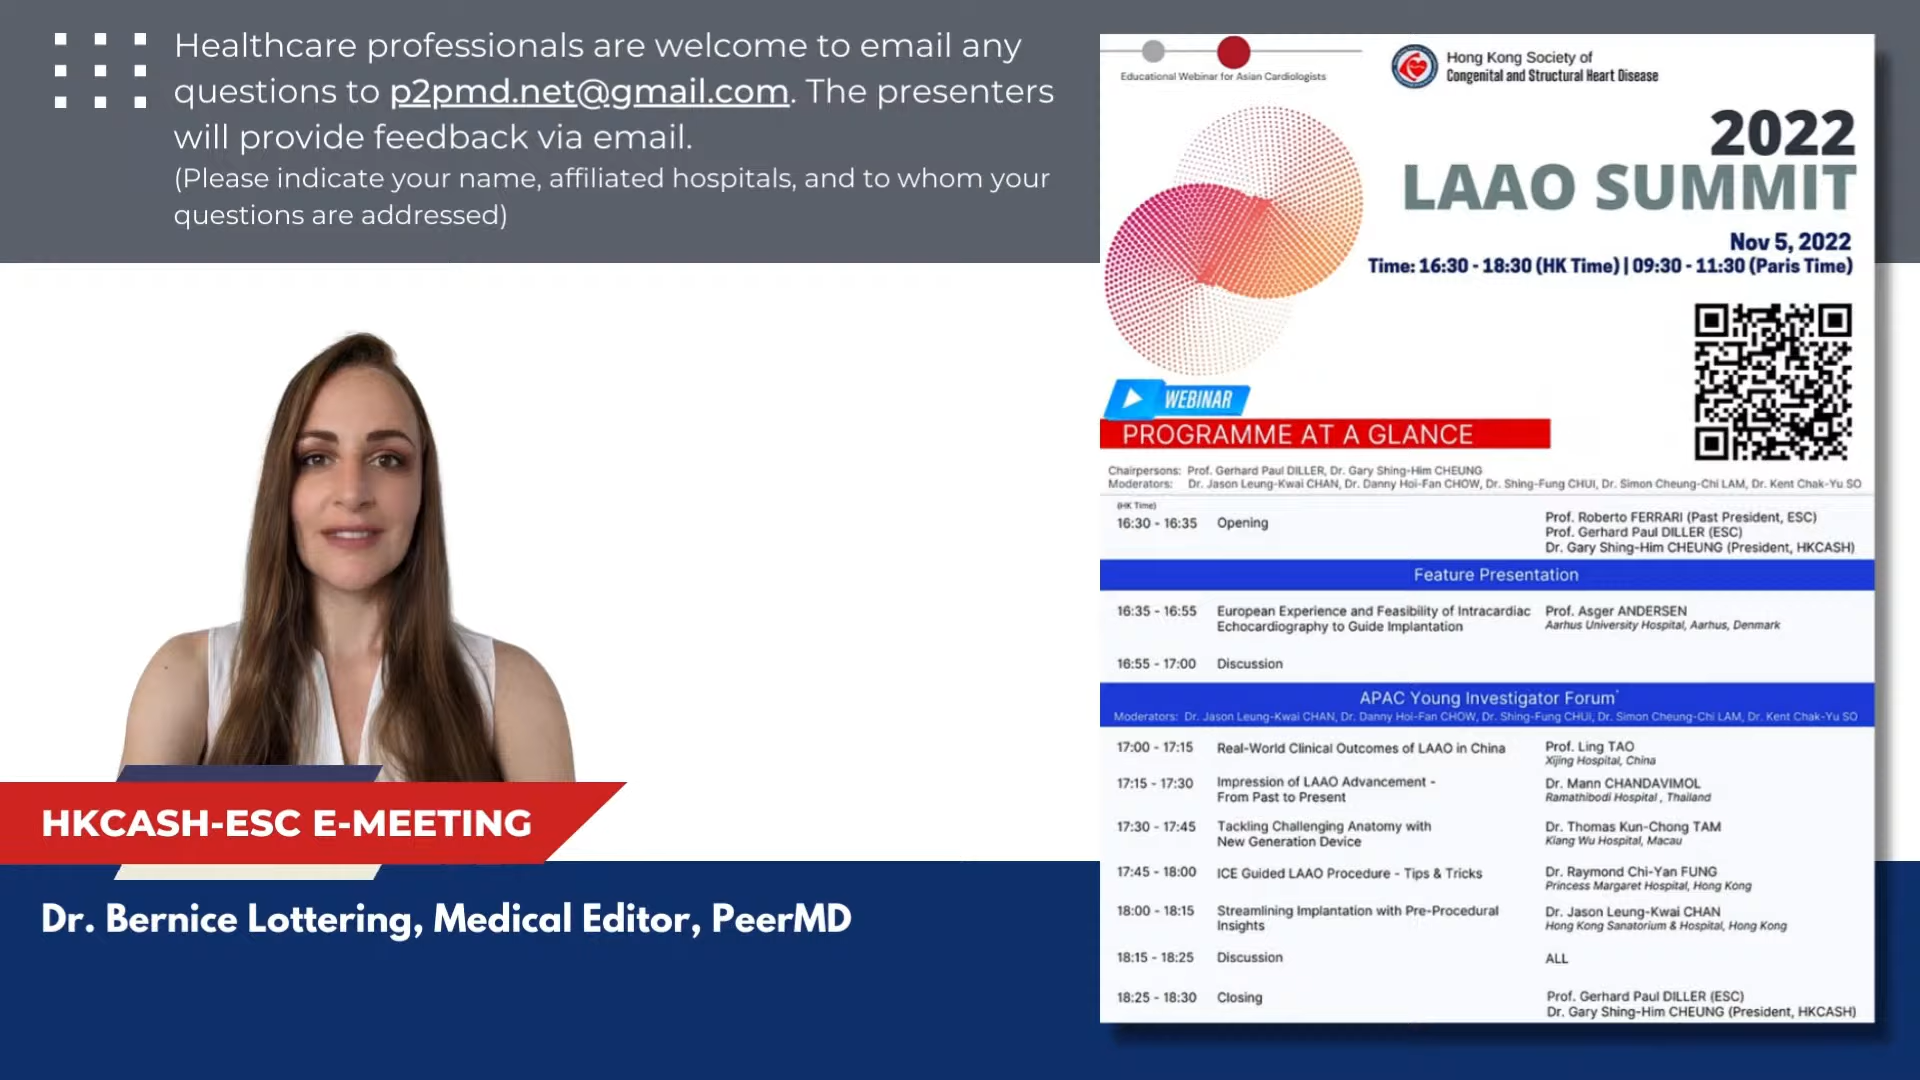 Healthcare professionals are welcome to email any
questions to p2pmd.net@gmail.com. The presenters
will provide feedback via email.
(Please indicate your name, affiliated hospitals, and to whom your
questions are addressed)
HKCASH-ESC E-MEETING
Dr. Bernice Lottering, Medical Editor, PeerMD
Educational Webinar for Asian Cardiologists
Hong Kong Society of
Congenital and Structural Heart Disease
2022
LAAO SUMMIT
Nov 5, 2022
Time: 16:30 - 18:30 (HK Time) | 09:30 - 11:30 (Paris Time)
WEBINAR
PROGRAMME AT A GLANCE
Chairpersons: Prof. Gerhard Paul DILLER, Dr. Gary Shing-Him CHEUNG
Moderators: Dr. Jason Leung-Kwai CHAN, Dr. Danny Hoi-Fan CHOW, Dr. Shing-Fung CHUI, Dr. Simon Cheung-Chi LAM, Dr. Kent Chak-Yu SO
(HK Time)
16:30 - 16:35 Opening Prof. Roberto FERRARI (Past President, ESC)
Prof. Gerhard Paul DILLER (ESC)
Dr. Gary Shing-Him CHEUNG (President, HKCASH)
Feature Presentation
16:35 - 16:55 European Experience and Feasibility of Intracardiac Prof. Asger ANDERSEN
Echocardiography to Guide Implantation Aarhus University Hospital, Aarhus, Denmark
16:55 - 17:00 Discussion
APAC Young Investigator Forum*
Moderators: Dr. Jason Leung-Kwai CHAN, Dr. Danny Hoi-Fan CHOW, Dr. Shing-Fung CHUI, Dr. Simon Cheung-Chi LAM, Dr. Kent Chak-Yu SO
17:00 - 17:15 Real-World Clinical Outcomes of LAAO in China Prof. Ling TAO
Xijing Hospital, China
17:15 - 17:30 Impression of LAAO Advancement - Dr. Mann CHANDAVIMOL
From Past to Present Ramathibodi Hospital , Thailand
17:30 - 17:45 Tackling Challenging Anatomy with Dr. Thomas Kun-Chong TAM
New Generation Device Kiang Wu Hospital, Macau
17:45 - 18:00 ICE Guided LAAO Procedure - Tips & Tricks Dr. Raymond Chi-Yan FUNG
Princess Margaret Hospital, Hong Kong
18:00 - 18:15 Streamlining Implantation with Pre-Procedural Dr. Jason Leung-Kwai CHAN
Insights Hong Kong Sanatorium & Hospital, Hong Kong
18:15 - 18:25 Discussion ALL
18:25 - 18:30 Closing Prof. Gerhard Paul DILLER (ESC)
Dr. Gary Shing-Him CHEUNG (President, HKCASH)